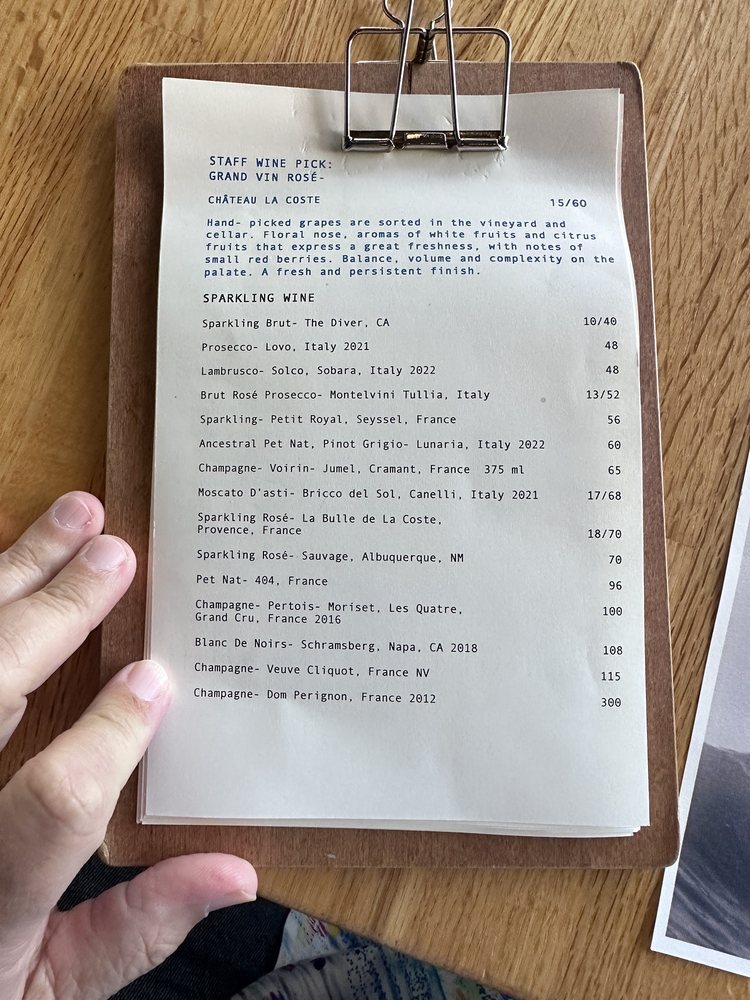 STAFF WINE PICK:
GRAND VIN ROSÉ-
CHÂTEAU LA COSTE 15/60
Hand- picked grapes are sorted in the vineyard and
cellar. Floral nose, aromas of white fruits and citrus
fruits that express a great freshness, with notes of
small red berries. Balance, volume and complexity on the
palate. A fresh and persistent finish.
SPARKLING WINE
Sparkling Brut- The Diver, CA 10/40
Prosecco- Lovo, Italy 2021 48
Lambrusco- Solco, Sobara, Italy 2022 48
Brut Rosé Prosecco- Montelvini Tullia, Italy 13/52
Sparkling- Petit Royal, Seyssel, France 56
Ancestral Pet Nat, Pinot Grigio- Lunaria, Italy 2022 60
Champagne- Voirin- Jumel, Cramant, France 375 ml 65
Moscato D'asti- Bricco del Sol, Canelli, Italy 2021 17/68
Sparkling Rosé- La Bulle de La Coste,
Provence, France 18/70
Sparkling Rosé- Sauvage, Albuquerque, NM 70
Pet Nat- 404, France 96
Champagne- Pertois- Moriset, Les Quatre, 100
Grand Cru, France 2016
Blanc De Noirs- Schramsberg, Napa, CA 2018 108
Champagne- Veuve Cliquot, France NV 115
Champagne- Dom Perignon, France 2012 300